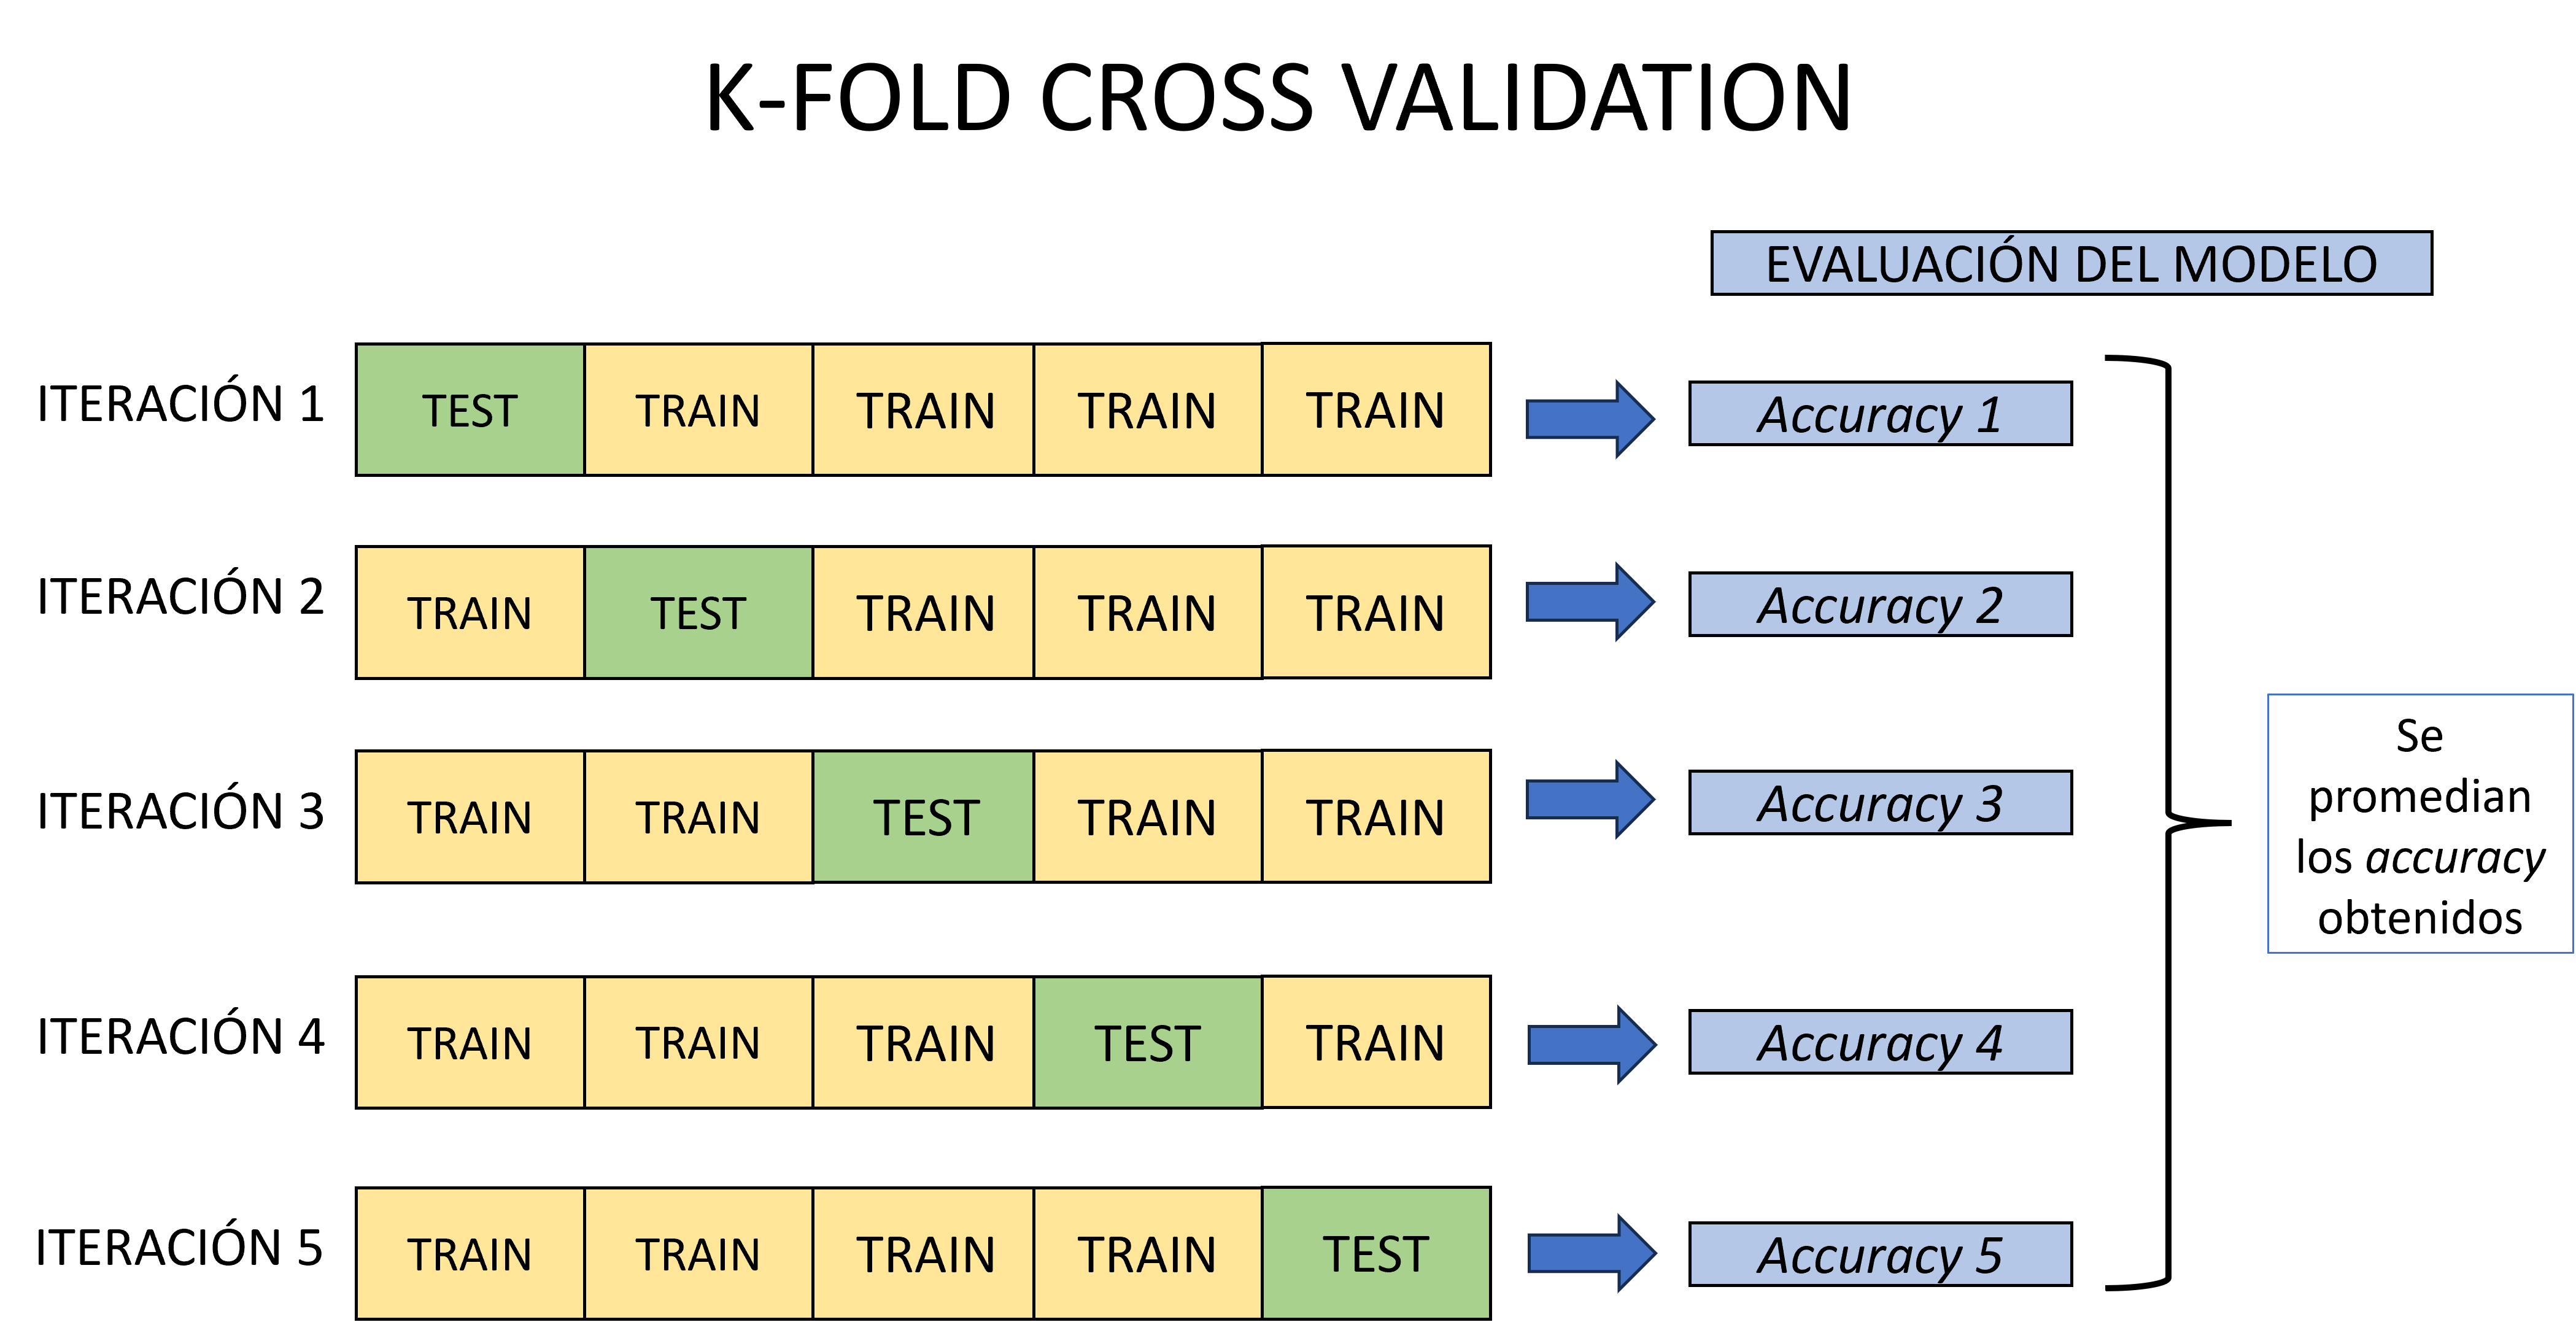 K-FOLD CROSS VALIDATION
EVALUACIÓN DEL MODELO
ITERACIÓN 1 TEST TRAIN TRAIN TRAIN TRAIN Accuracy 1
ITERACIÓN 2 TRAIN TEST TRAIN TRAIN TRAIN Accuracy 2
ITERACIÓN 3 TRAIN TRAIN TEST TRAIN TRAIN Accuracy 3
ITERACIÓN 4 TRAIN TRAIN TRAIN TEST TRAIN Accuracy 4
ITERACIÓN 5 TRAIN TRAIN TRAIN TRAIN TEST Accuracy 5
Se
promedian
los accuracy
obtenidos